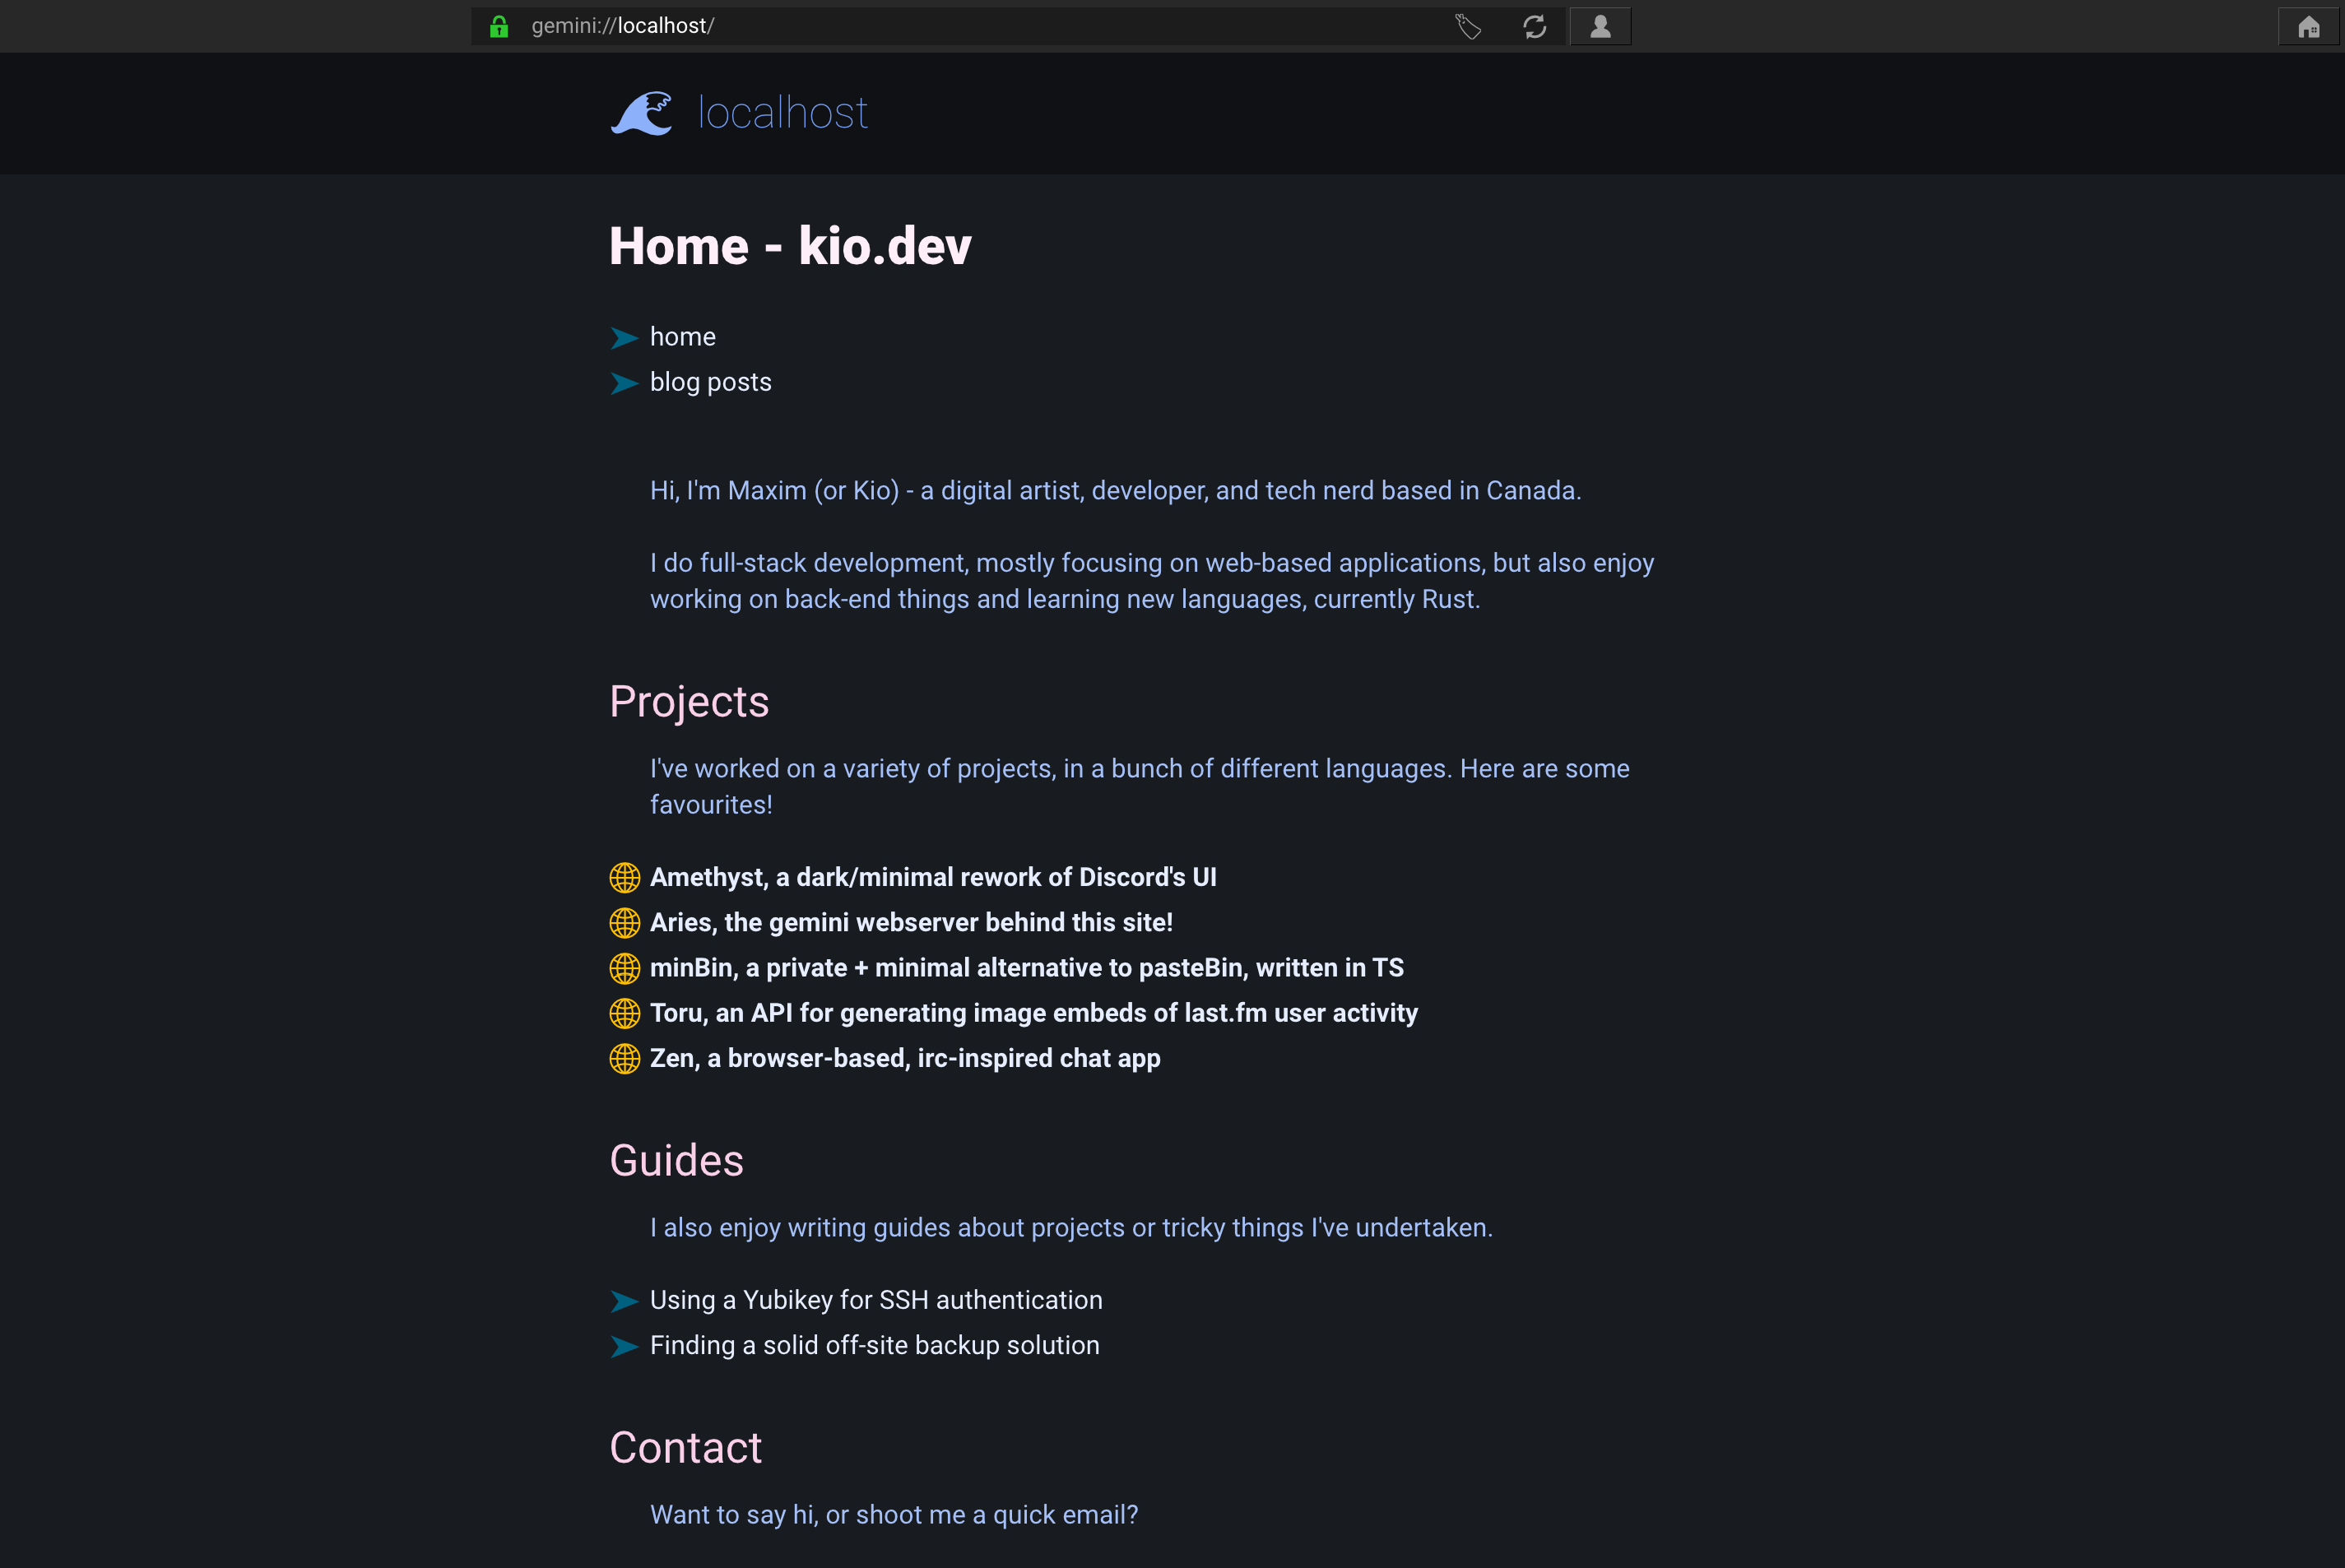 gemini://localhost/
localhost
Home - kio.dev
home
blog posts
Hi, I'm Maxim (or Kio) - a digital artist, developer, and tech nerd based in Canada.
I do full-stack development, mostly focusing on web-based applications, but also enjoy
working on back-end things and learning new languages, currently Rust.
Projects
I've worked on a variety of projects, in a bunch of different languages. Here are some
favourites!
Amethyst, a dark/minimal rework of Discord's UI
Aries, the gemini webserver behind this site!
minBin, a private + minimal alternative to pasteBin, written in TS
Toru, an API for generating image embeds of last.fm user activity
Zen, a browser-based, irc-inspired chat app
Guides
I also enjoy writing guides about projects or tricky things I've undertaken.
Using a Yubikey for SSH authentication
Finding a solid off-site backup solution
Contact
Want to say hi, or shoot me a quick email?